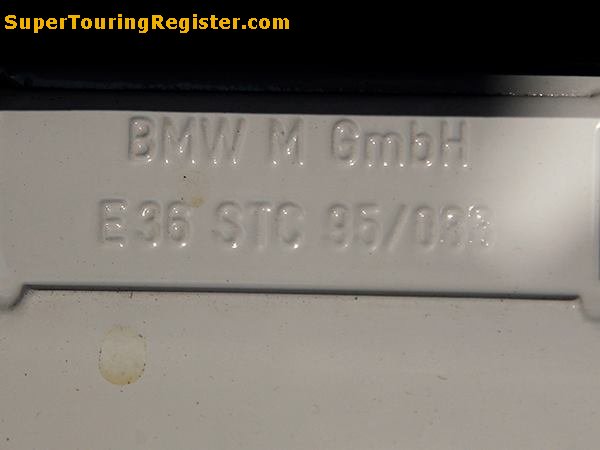 SuperTouringRegister.com
BMW M GmbH
E36 STC